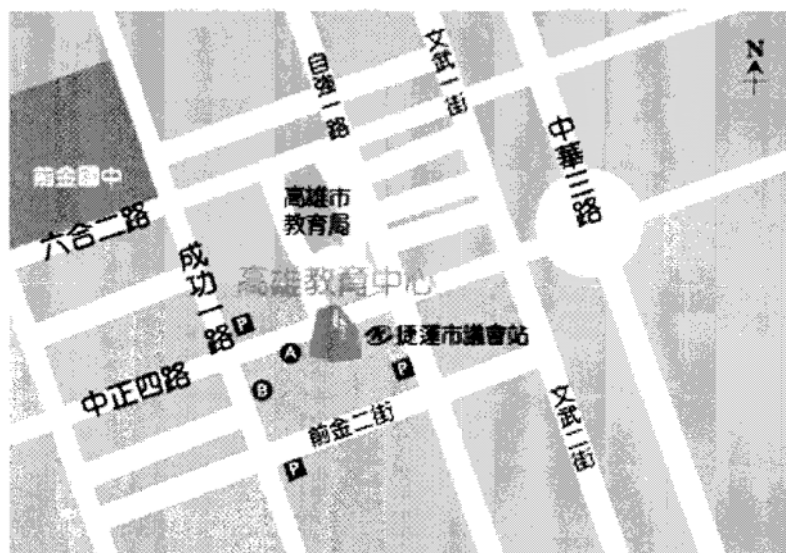 N
自強一路
文武一街
中華三路
前金國中
高雄市
教育局
六合二路
成功一路
高雄教育中心
P
捷運市議會站
A
中正四路
P
B
前金二街
文武二街
P